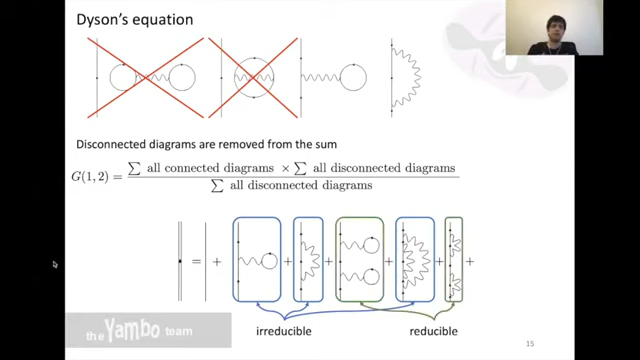 Dyson's equation
Disconnected diagrams are removed from the sum
G(1, 2) = ∑ all connected diagrams × ∑ all disconnected diagrams
∑ all disconnected diagrams
= + + + + + +
irreducible reducible
the Yambo team
15